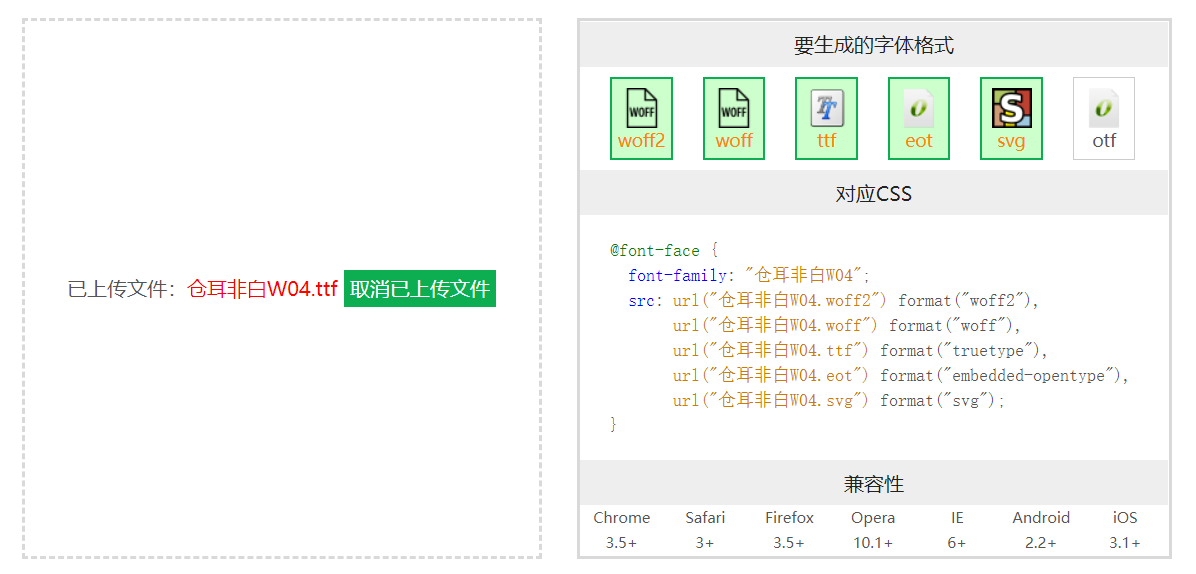 已上传文件：仓耳非白W04.ttf 取消已上传文件
要生成的字体格式
WOFF WOFF TT O S O
woff2 woff ttf eot svg otf
对应CSS
@font-face {
font-family: "仓耳非白W04";
src: url("仓耳非白W04.woff2") format("woff2"),
url("仓耳非白W04.woff") format("woff"),
url("仓耳非白W04.ttf") format("truetype"),
url("仓耳非白W04.eot") format("embedded-opentype"),
url("仓耳非白W04.svg") format("svg");
}
兼容性
Chrome Safari Firefox Opera IE Android iOS
3.5+ 3+ 3.5+ 10.1+ 6+ 2.2+ 3.1+